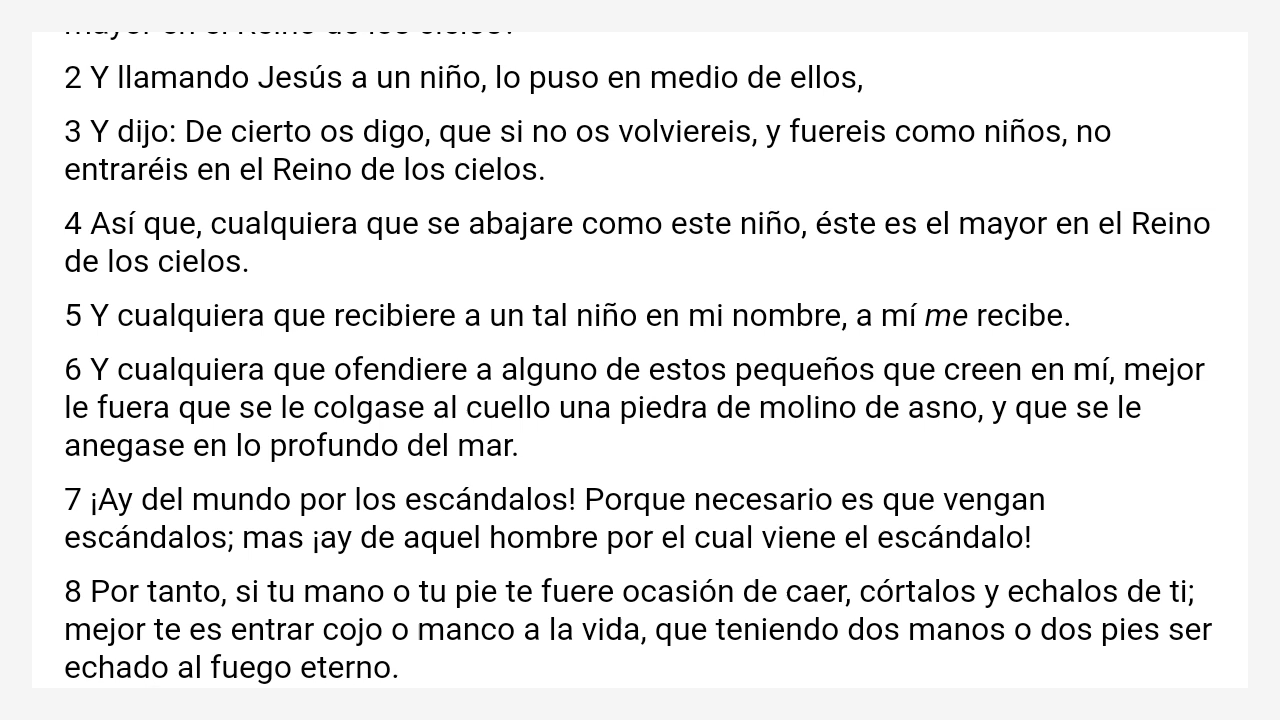 mayor en el Reino de los cielos?
2 Y llamando Jesús a un niño, lo puso en medio de ellos,
3 Y dijo: De cierto os digo, que si no os volviereis, y fuereis como niños, no
entraréis en el Reino de los cielos.
4 Así que, cualquiera que se abajare como este niño, éste es el mayor en el Reino
de los cielos.
5 Y cualquiera que recibiere a un tal niño en mi nombre, a mí me recibe.
6 Y cualquiera que ofendiere a alguno de estos pequeños que creen en mí, mejor
le fuera que se le colgase al cuello una piedra de molino de asno, y que se le
anegase en lo profundo del mar.
7 ¡Ay del mundo por los escándalos! Porque necesario es que vengan
escándalos; mas ¡ay de aquel hombre por el cual viene el escándalo!
8 Por tanto, si tu mano o tu pie te fuere ocasión de caer, córtalos y echalos de ti;
mejor te es entrar cojo o manco a la vida, que teniendo dos manos o dos pies ser
echado al fuego eterno.